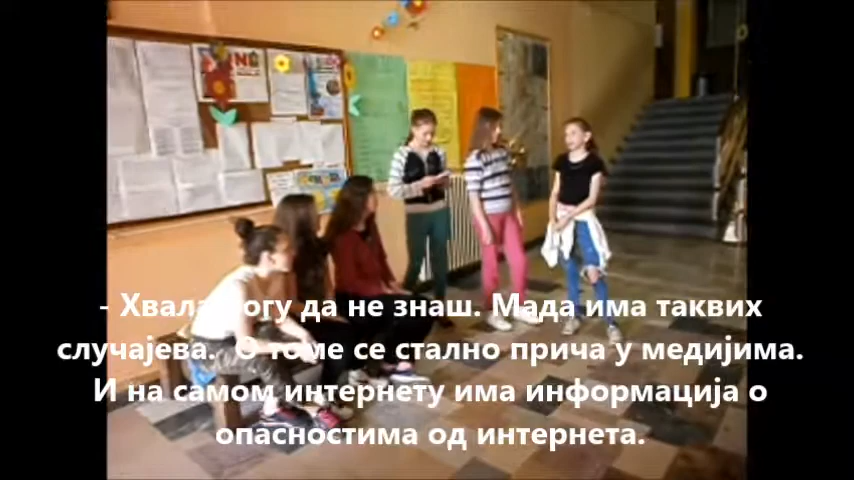 - Хвала богу да не знаш. Мада има таквих
случајева. О томе се стално прича у медијима.
И на самом интернету има информација о
опасностима од интернета.